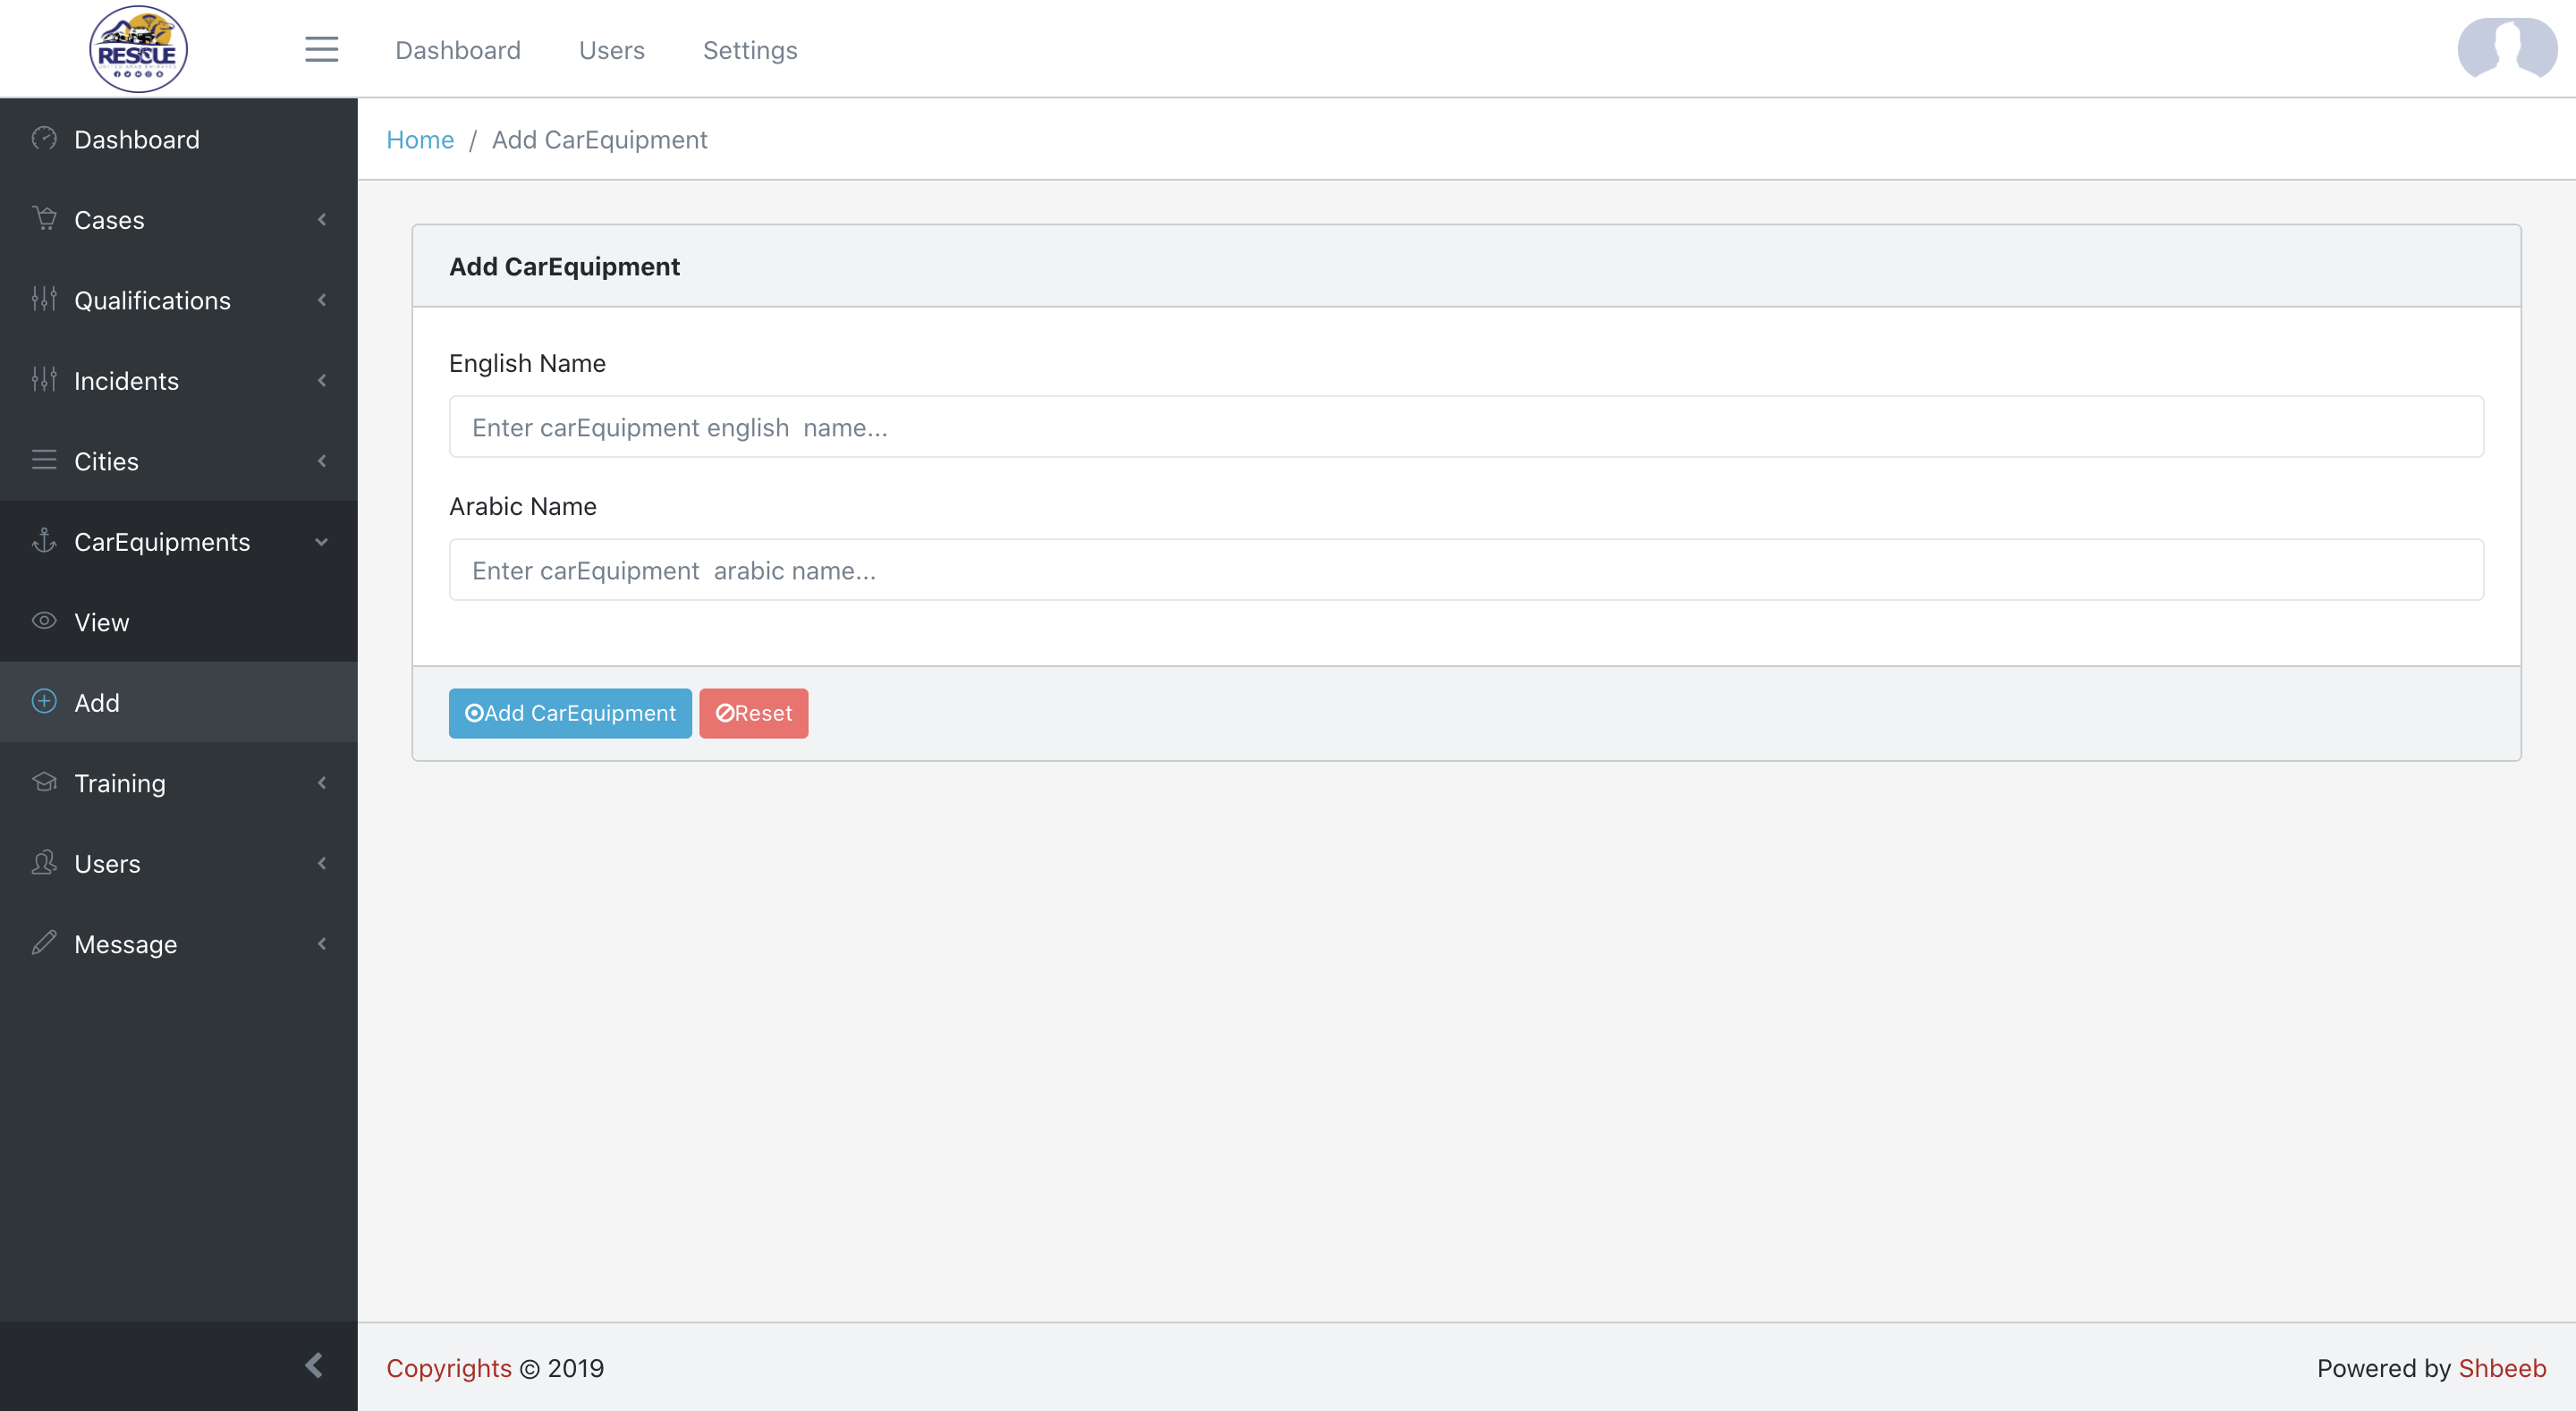 RESCUE
Dashboard
Users
Settings
Dashboard
Cases
Qualifications
Incidents
Cities
CarEquipments
View
Add
Training
Users
Message
Home / Add CarEquipment
Add CarEquipment
English Name
Enter carEquipment english  name...
Arabic Name
Enter carEquipment  arabic name...
Add CarEquipment
Reset
Copyrights © 2019
Powered by Shbeeb